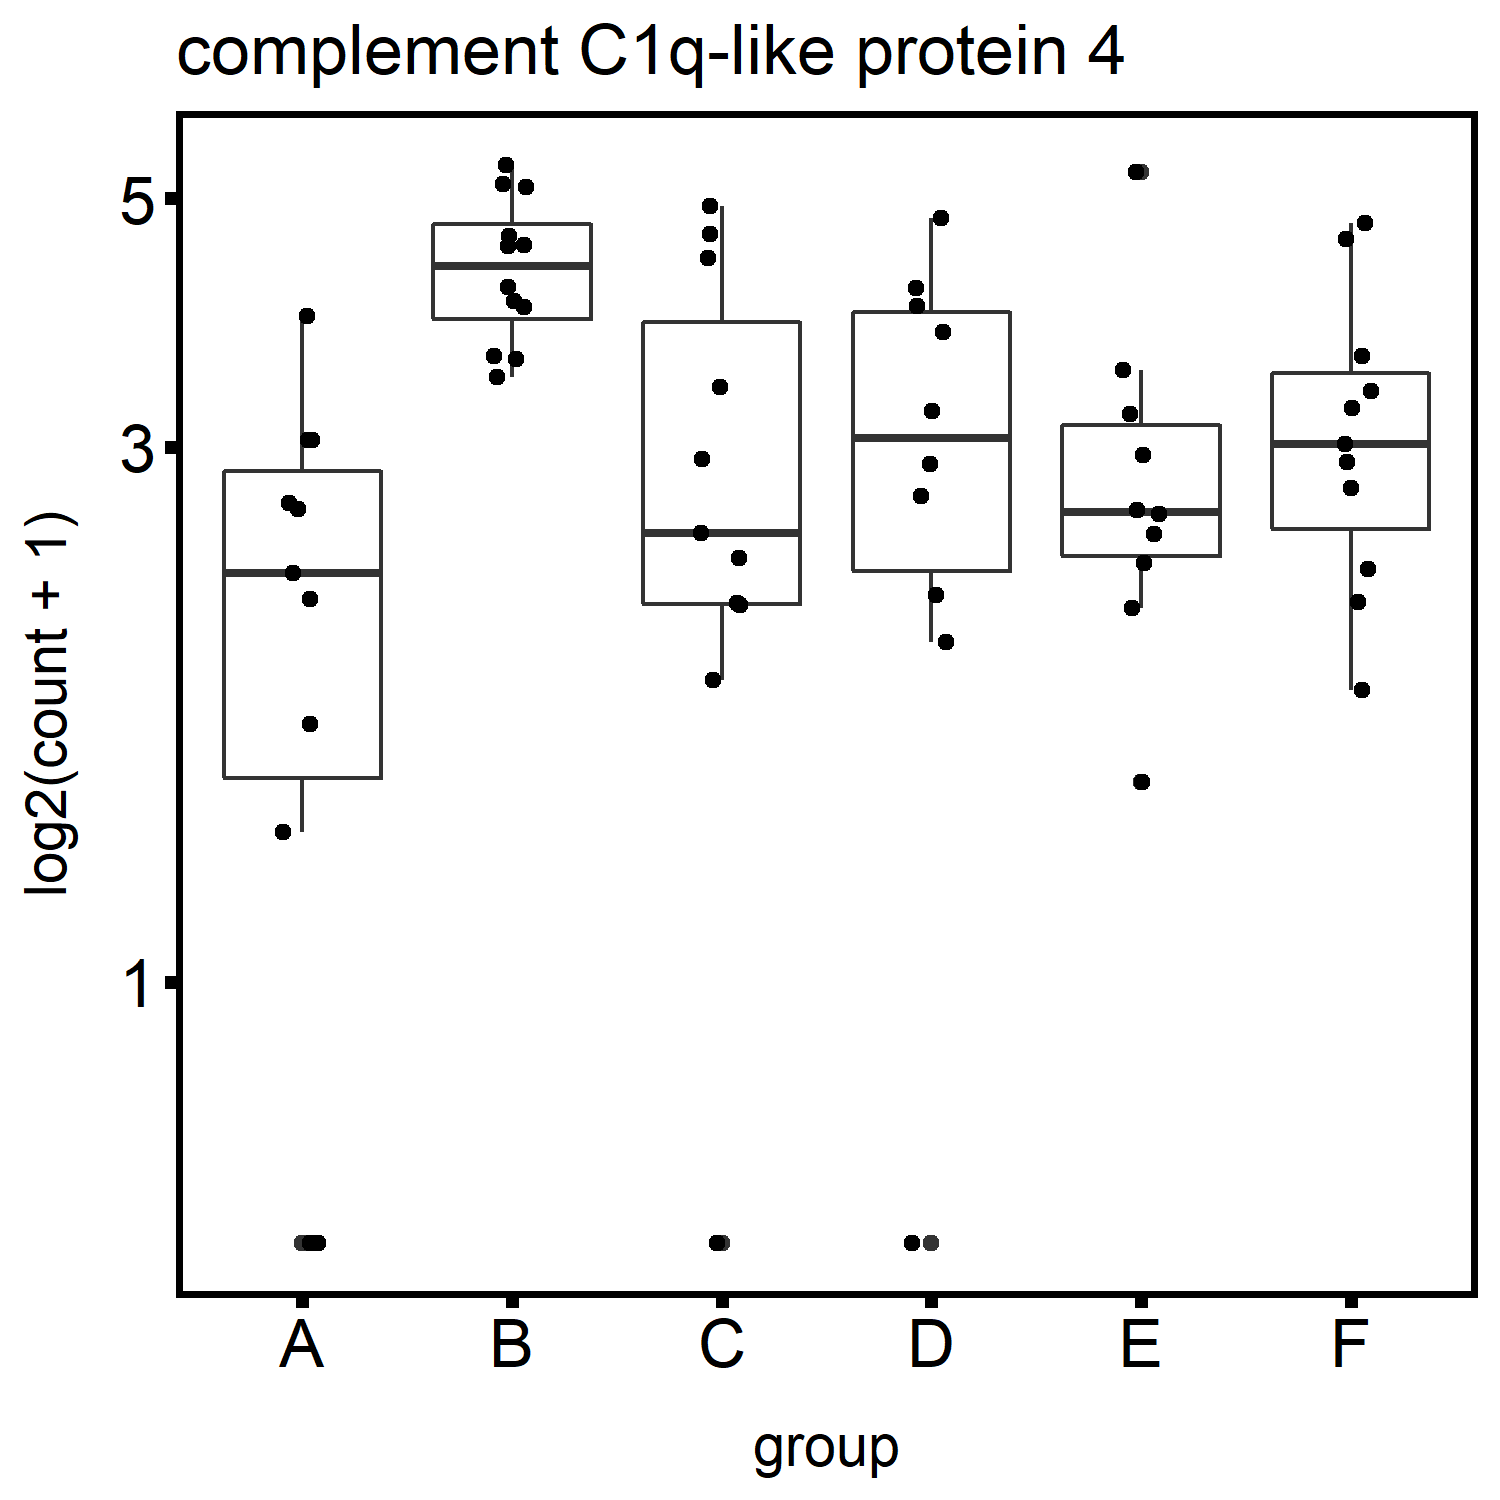 complement C1q-like protein 4
log2(count + 1)
5
3
1
A B C D E F
group